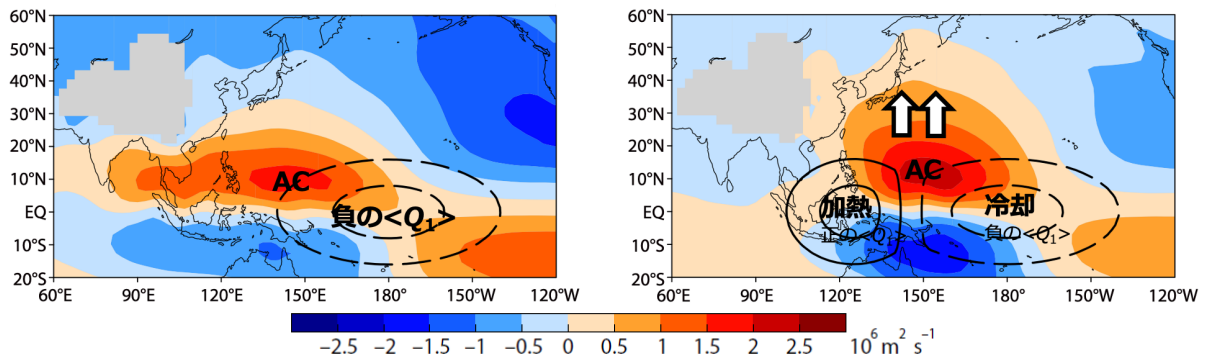 60°N
50°N
40°N
30°N
20°N
10°N
EQ
10°S
20°S
60°E 90°E 120°E 150°E 180° 150°W 120°W
AC
負の<Q₁>
60°N
50°N
40°N
30°N
20°N
10°N
EQ
10°S
20°S
60°E 90°E 120°E 150°E 180° 150°W 120°W
AC
加熱
正の<Q₁>
冷却
負の<Q₁>
−2.5 −2 −1.5 −1 −0.5 0 0.5 1 1.5 2 2.5 10⁶ m² s⁻¹